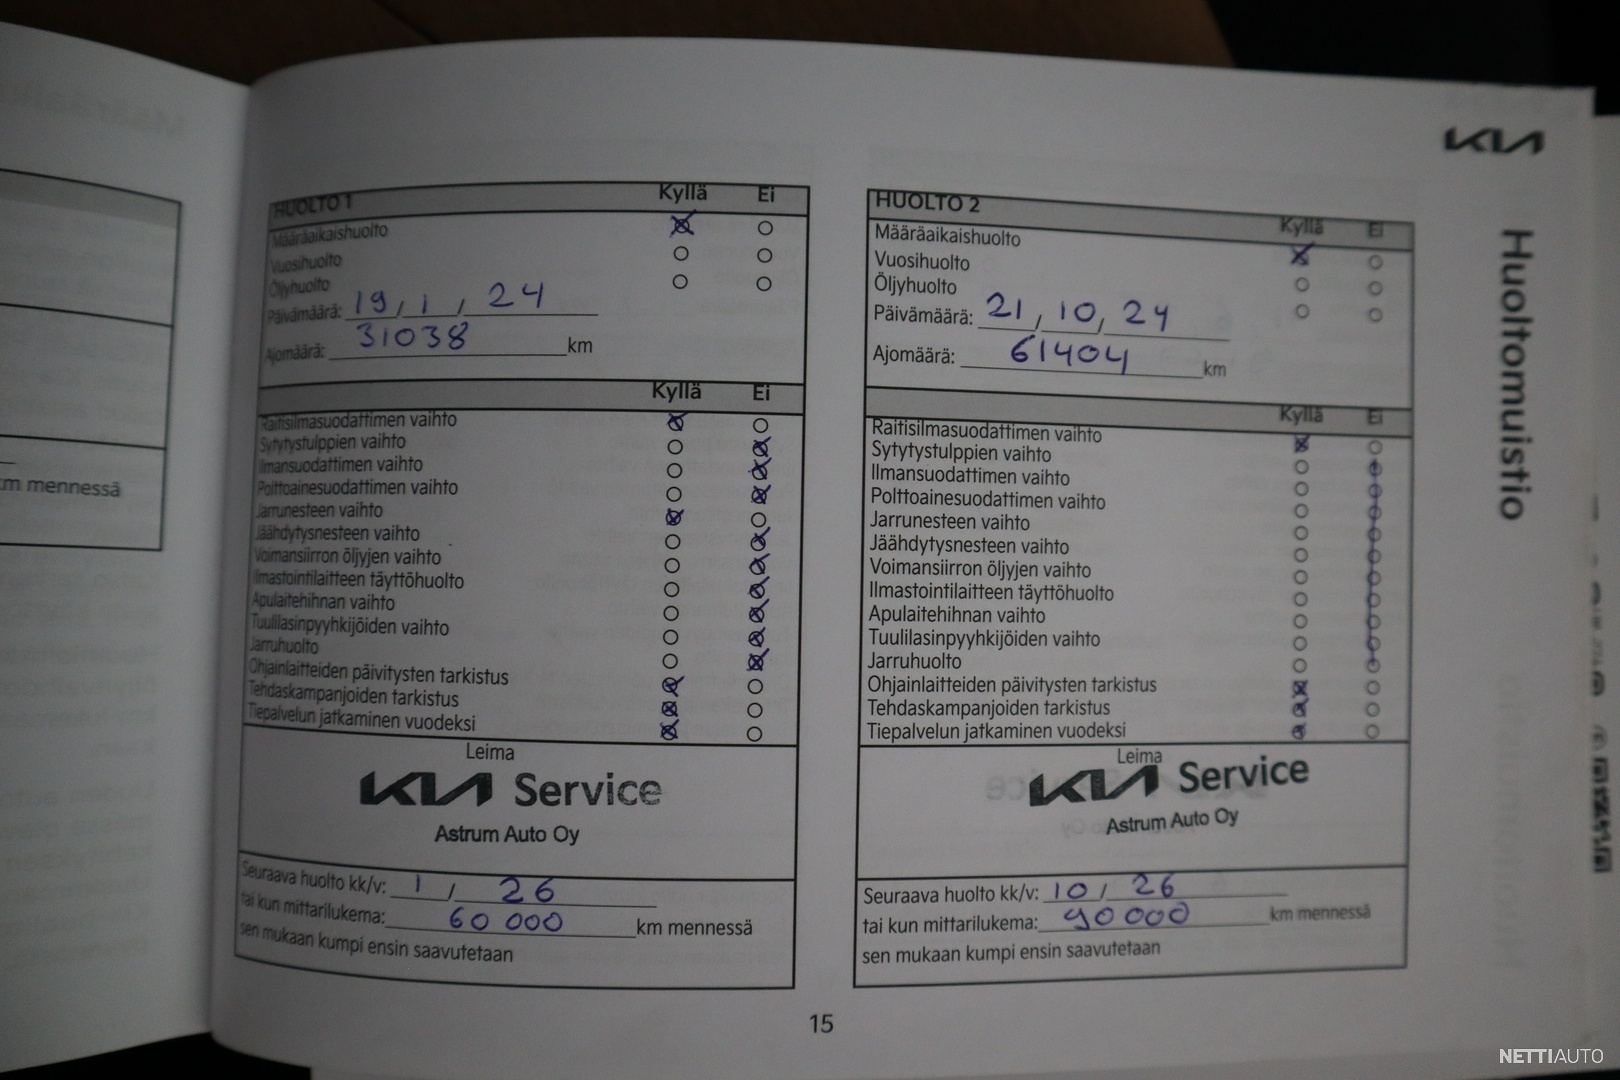 KIA
Huoltomuistio
HUOLTO 1 Kyllä Ei
Määräaikaishuolto
Vuosihuolto
Öljyhuolto
Päivämäärä: 19 / 1 / 24
Ajomäärä: 31038 km
Kyllä Ei
Raitisilmasuodattimen vaihto
Sytytystulppien vaihto
Ilmansuodattimen vaihto
Polttoainesuodattimen vaihto
Jarrunesteen vaihto
Jäähdytysnesteen vaihto
Voimansiirron öljyjen vaihto
Ilmastointilaitteen täyttöhuolto
Apulaitehihnan vaihto
Tuulilasinpyyhkijöiden vaihto
Jarruhuolto
Ohjainlaitteiden päivitysten tarkistus
Tehdaskampanjoiden tarkistus
Tiepalvelun jatkaminen vuodeksi
Leima
KIA Service
Astrum Auto Oy
Seuraava huolto kk/v: 1 / 26
tai kun mittarilukema: 60 000 km mennessä
sen mukaan kumpi ensin saavutetaan
HUOLTO 2 Kyllä Ei
Määräaikaishuolto
Vuosihuolto
Öljyhuolto
Päivämäärä: 21 / 10 / 24
Ajomäärä: 61404 km
Kyllä Ei
Raitisilmasuodattimen vaihto
Sytytystulppien vaihto
Ilmansuodattimen vaihto
Polttoainesuodattimen vaihto
Jarrunesteen vaihto
Jäähdytysnesteen vaihto
Voimansiirron öljyjen vaihto
Ilmastointilaitteen täyttöhuolto
Apulaitehihnan vaihto
Tuulilasinpyyhkijöiden vaihto
Jarruhuolto
Ohjainlaitteiden päivitysten tarkistus
Tehdaskampanjoiden tarkistus
Tiepalvelun jatkaminen vuodeksi
Leima
KIA Service
Astrum Auto Oy
Seuraava huolto kk/v: 10 / 26
tai kun mittarilukema: 90 000 km mennessä
sen mukaan kumpi ensin saavutetaan
km mennessä
15
NETTIAUTO